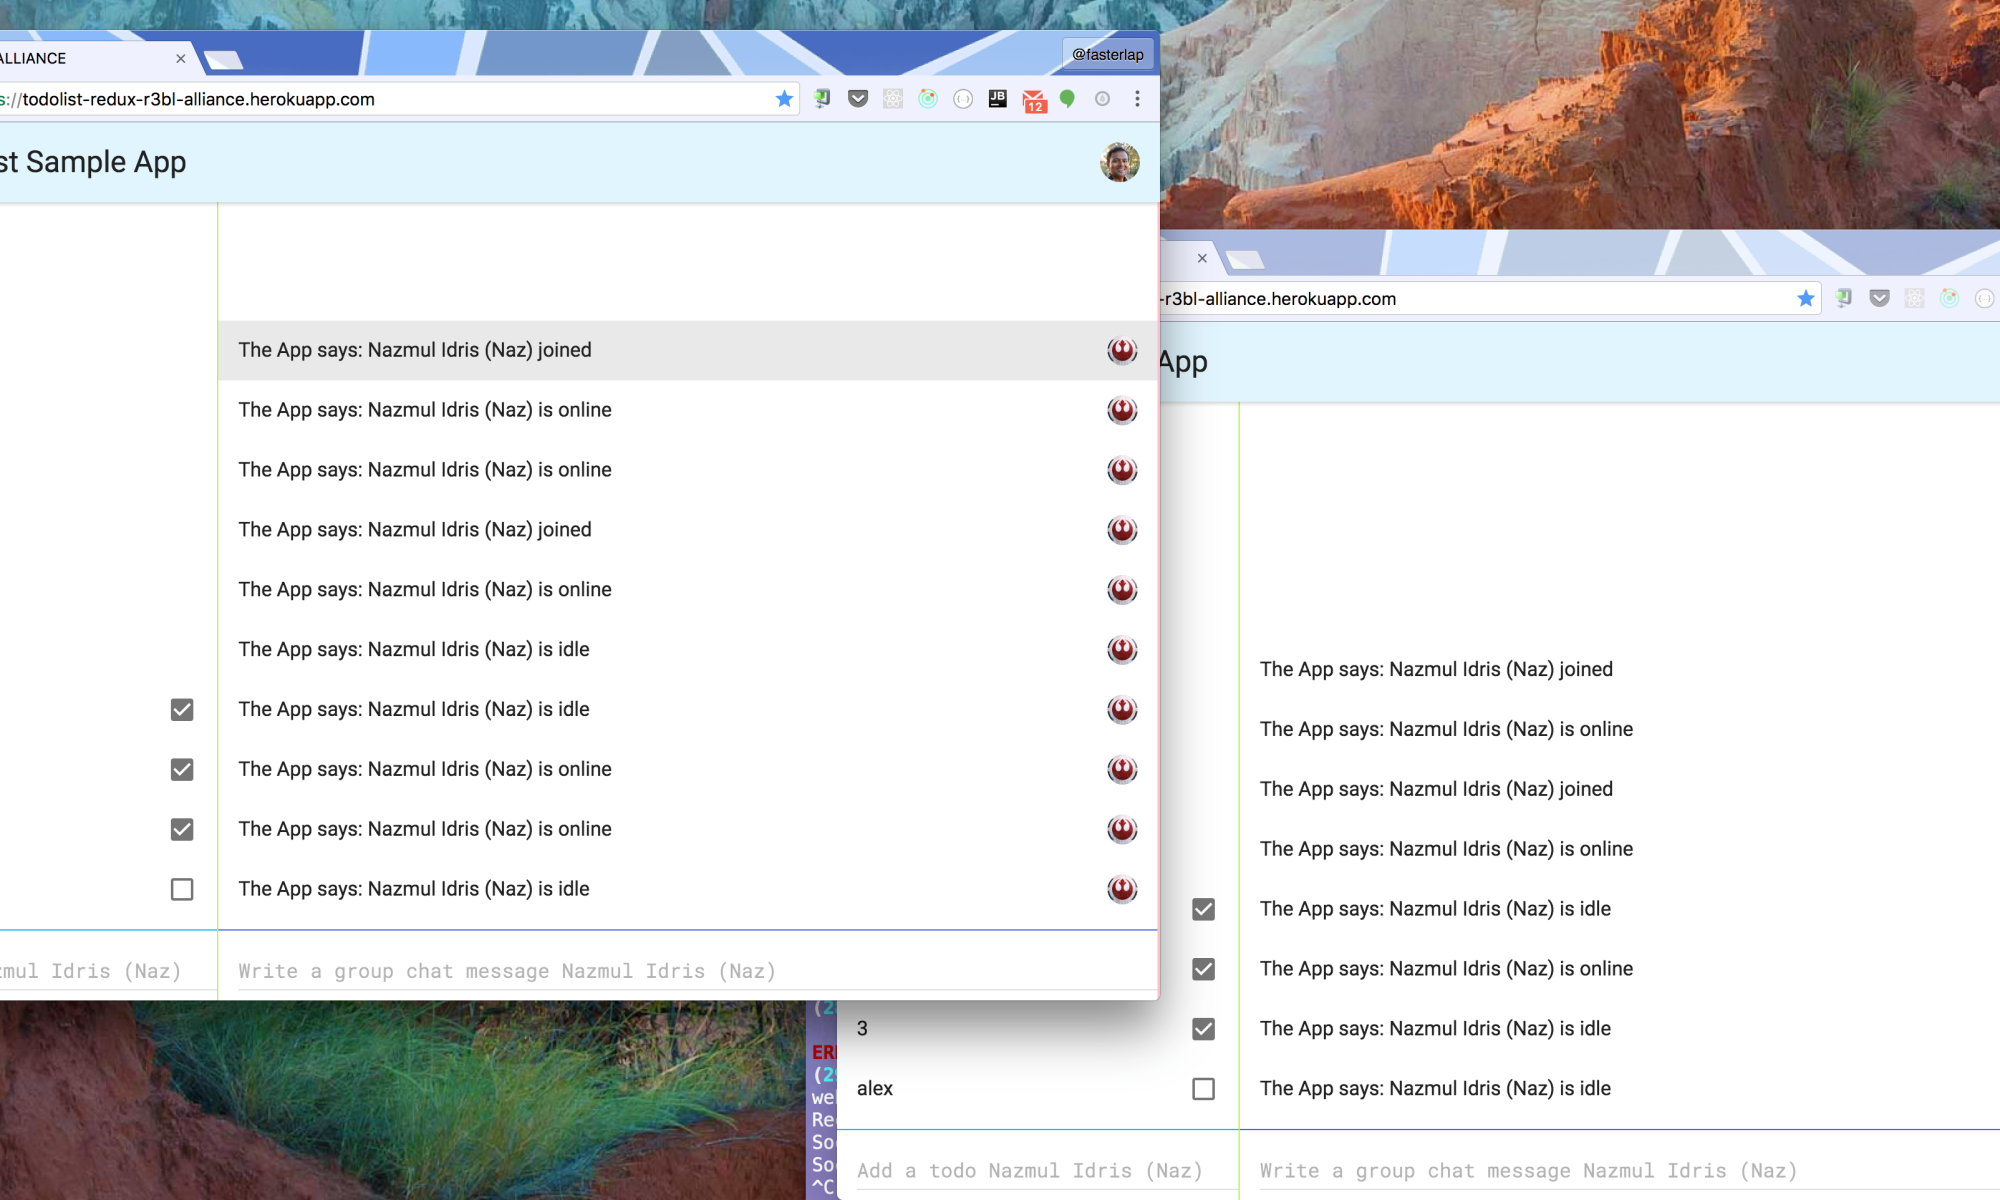 ALLIANCE
@fasterlap
s://todolist-redux-r3bl-alliance.herokuapp.com
JB
12
st Sample App
The App says: Nazmul Idris (Naz) joined
The App says: Nazmul Idris (Naz) is online
The App says: Nazmul Idris (Naz) is online
The App says: Nazmul Idris (Naz) joined
The App says: Nazmul Idris (Naz) is online
The App says: Nazmul Idris (Naz) is idle
The App says: Nazmul Idris (Naz) is idle
The App says: Nazmul Idris (Naz) is online
The App says: Nazmul Idris (Naz) is online
The App says: Nazmul Idris (Naz) is idle
zmul Idris (Naz)
Write a group chat message Nazmul Idris (Naz)
-r3bl-alliance.herokuapp.com
App
The App says: Nazmul Idris (Naz) joined
The App says: Nazmul Idris (Naz) is online
The App says: Nazmul Idris (Naz) joined
The App says: Nazmul Idris (Naz) is online
The App says: Nazmul Idris (Naz) is idle
The App says: Nazmul Idris (Naz) is online
3
The App says: Nazmul Idris (Naz) is idle
alex
The App says: Nazmul Idris (Naz) is idle
Add a todo Nazmul Idris (Naz)
Write a group chat message Nazmul Idris (Naz)
ER
(2
we
Re
So
So
^C